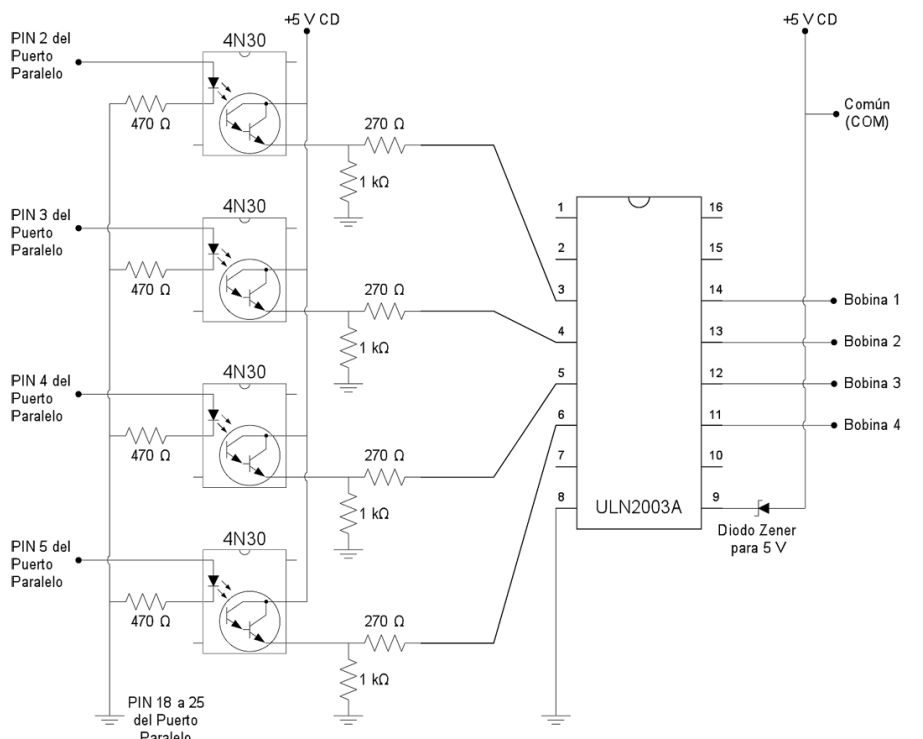 +5 V CD
+5 V CD
PIN 2 del
Puerto
Paralelo
4N30
470 Ω
270 Ω
1 kΩ
Común
(COM)
PIN 3 del
Puerto
Paralelo
4N30
470 Ω
270 Ω
1 kΩ
PIN 4 del
Puerto
Paralelo
4N30
470 Ω
270 Ω
1 kΩ
PIN 5 del
Puerto
Paralelo
4N30
470 Ω
270 Ω
1 kΩ
PIN 18 a 25
del Puerto
Paralelo
1
2
3
4
5
6
7
8
16
15
14
13
12
11
10
9
ULN2003A
Bobina 1
Bobina 2
Bobina 3
Bobina 4
Diodo Zener
para 5 V